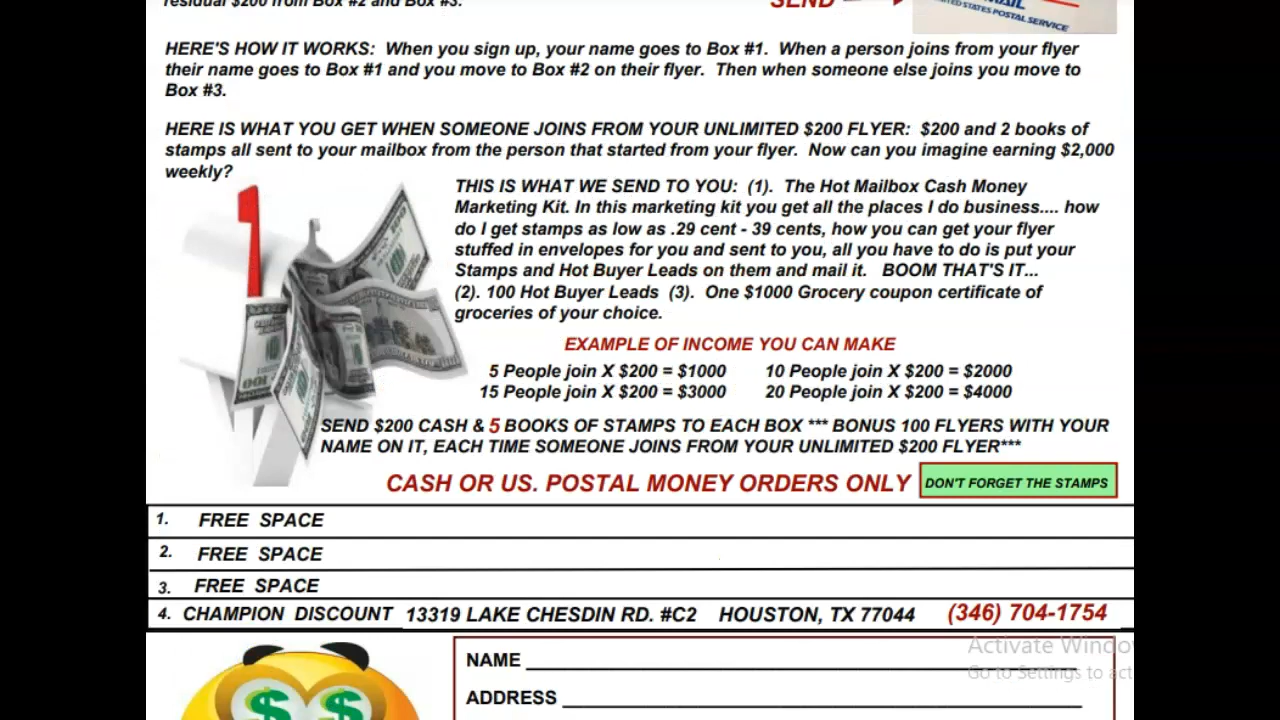 residual $200 from Box #2 and Box #3.
SEND
MAIL
UNITED STATES POSTAL SERVICE
HERE'S HOW IT WORKS: When you sign up, your name goes to Box #1. When a person joins from your flyer
their name goes to Box #1 and you move to Box #2 on their flyer. Then when someone else joins you move to
Box #3.
HERE IS WHAT YOU GET WHEN SOMEONE JOINS FROM YOUR UNLIMITED $200 FLYER: $200 and 2 books of
stamps all sent to your mailbox from the person that started from your flyer. Now can you imagine earning $2,000
weekly?
THIS IS WHAT WE SEND TO YOU: (1). The Hot Mailbox Cash Money
Marketing Kit. In this marketing kit you get all the places I do business.... how
do I get stamps as low as .29 cent - 39 cents, how you can get your flyer
stuffed in envelopes for you and sent to you, all you have to do is put your
Stamps and Hot Buyer Leads on them and mail it. BOOM THAT'S IT...
(2). 100 Hot Buyer Leads (3). One $1000 Grocery coupon certificate of
groceries of your choice.
EXAMPLE OF INCOME YOU CAN MAKE
5 People join X $200 = $1000 10 People join X $200 = $2000
15 People join X $200 = $3000 20 People join X $200 = $4000
SEND $200 CASH & 5 BOOKS OF STAMPS TO EACH BOX *** BONUS 100 FLYERS WITH YOUR
NAME ON IT, EACH TIME SOMEONE JOINS FROM YOUR UNLIMITED $200 FLYER***
CASH OR US. POSTAL MONEY ORDERS ONLY DON'T FORGET THE STAMPS
1. FREE SPACE
2. FREE SPACE
3. FREE SPACE
4. CHAMPION DISCOUNT 13319 LAKE CHESDIN RD. #C2 HOUSTON, TX 77044 (346) 704-1754
Activate Windo
Go to Settings to act
NAME
ADDRESS